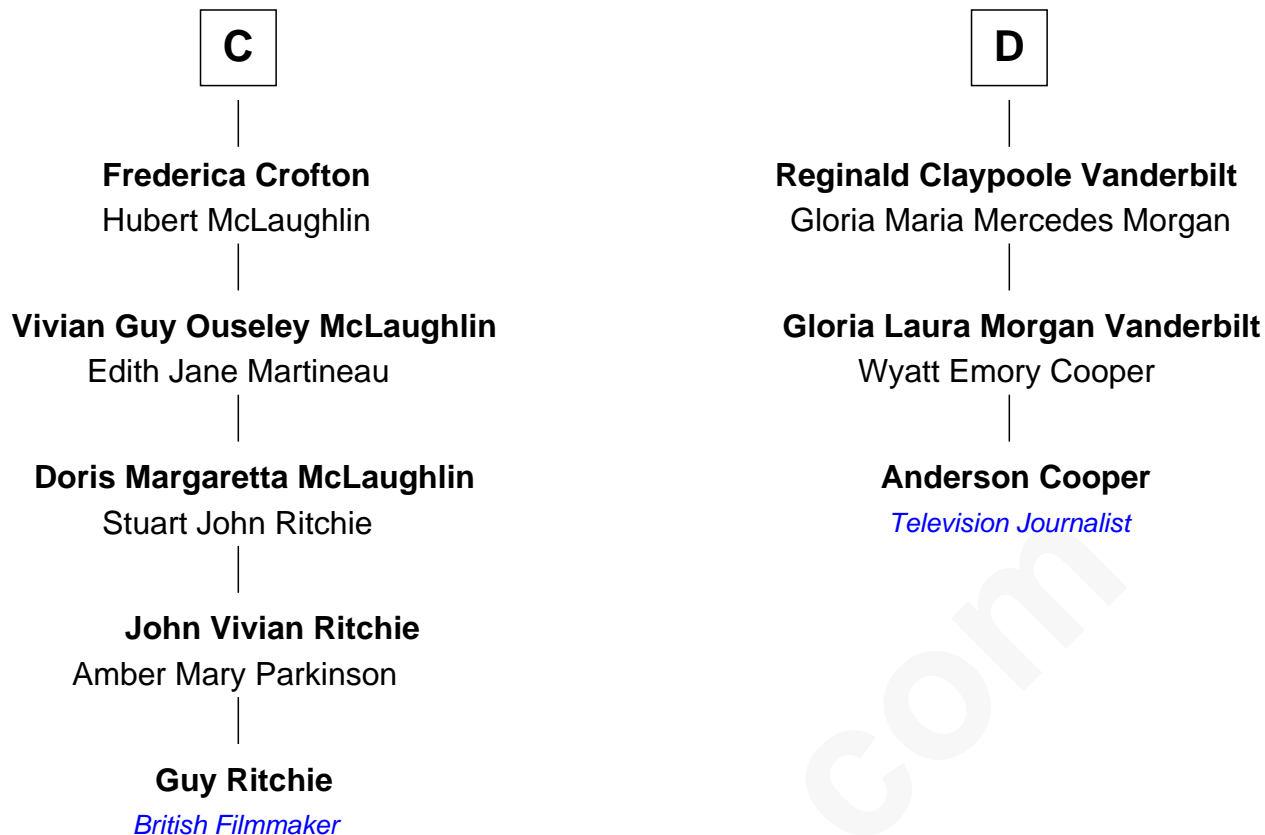 C
Frederica Crofton
Hubert McLaughlin
Vivian Guy Ouseley McLaughlin
Edith Jane Martineau
Doris Margaretta McLaughlin
Stuart John Ritchie
John Vivian Ritchie
Amber Mary Parkinson
Guy Ritchie
British Filmmaker
D
Reginald Claypoole Vanderbilt
Gloria Maria Mercedes Morgan
Gloria Laura Morgan Vanderbilt
Wyatt Emory Cooper
Anderson Cooper
Television Journalist
com